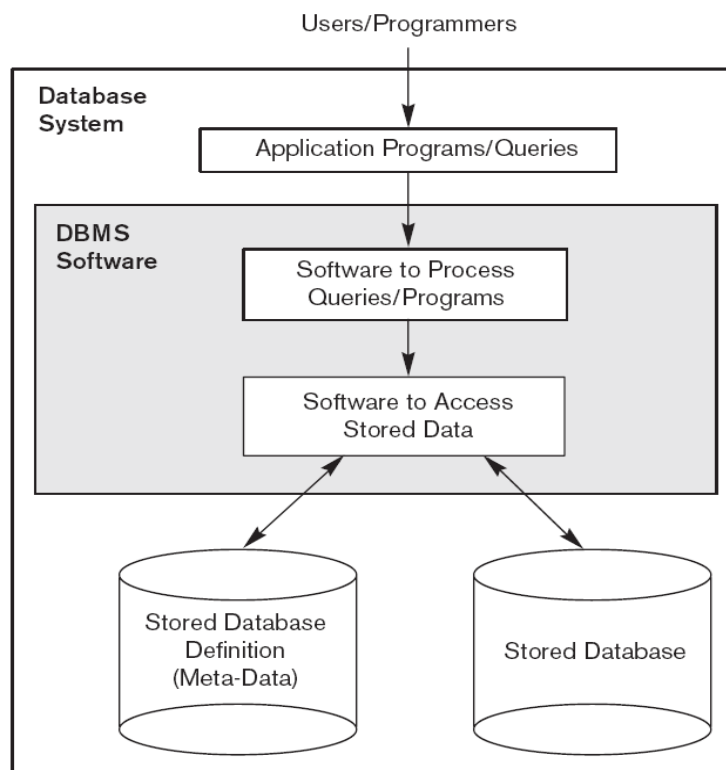 Users/Programmers
Database
System
Application Programs/Queries
DBMS
Software
Software to Process
Queries/Programs
Software to Access
Stored Data
Stored Database
Definition
(Meta-Data)
Stored Database